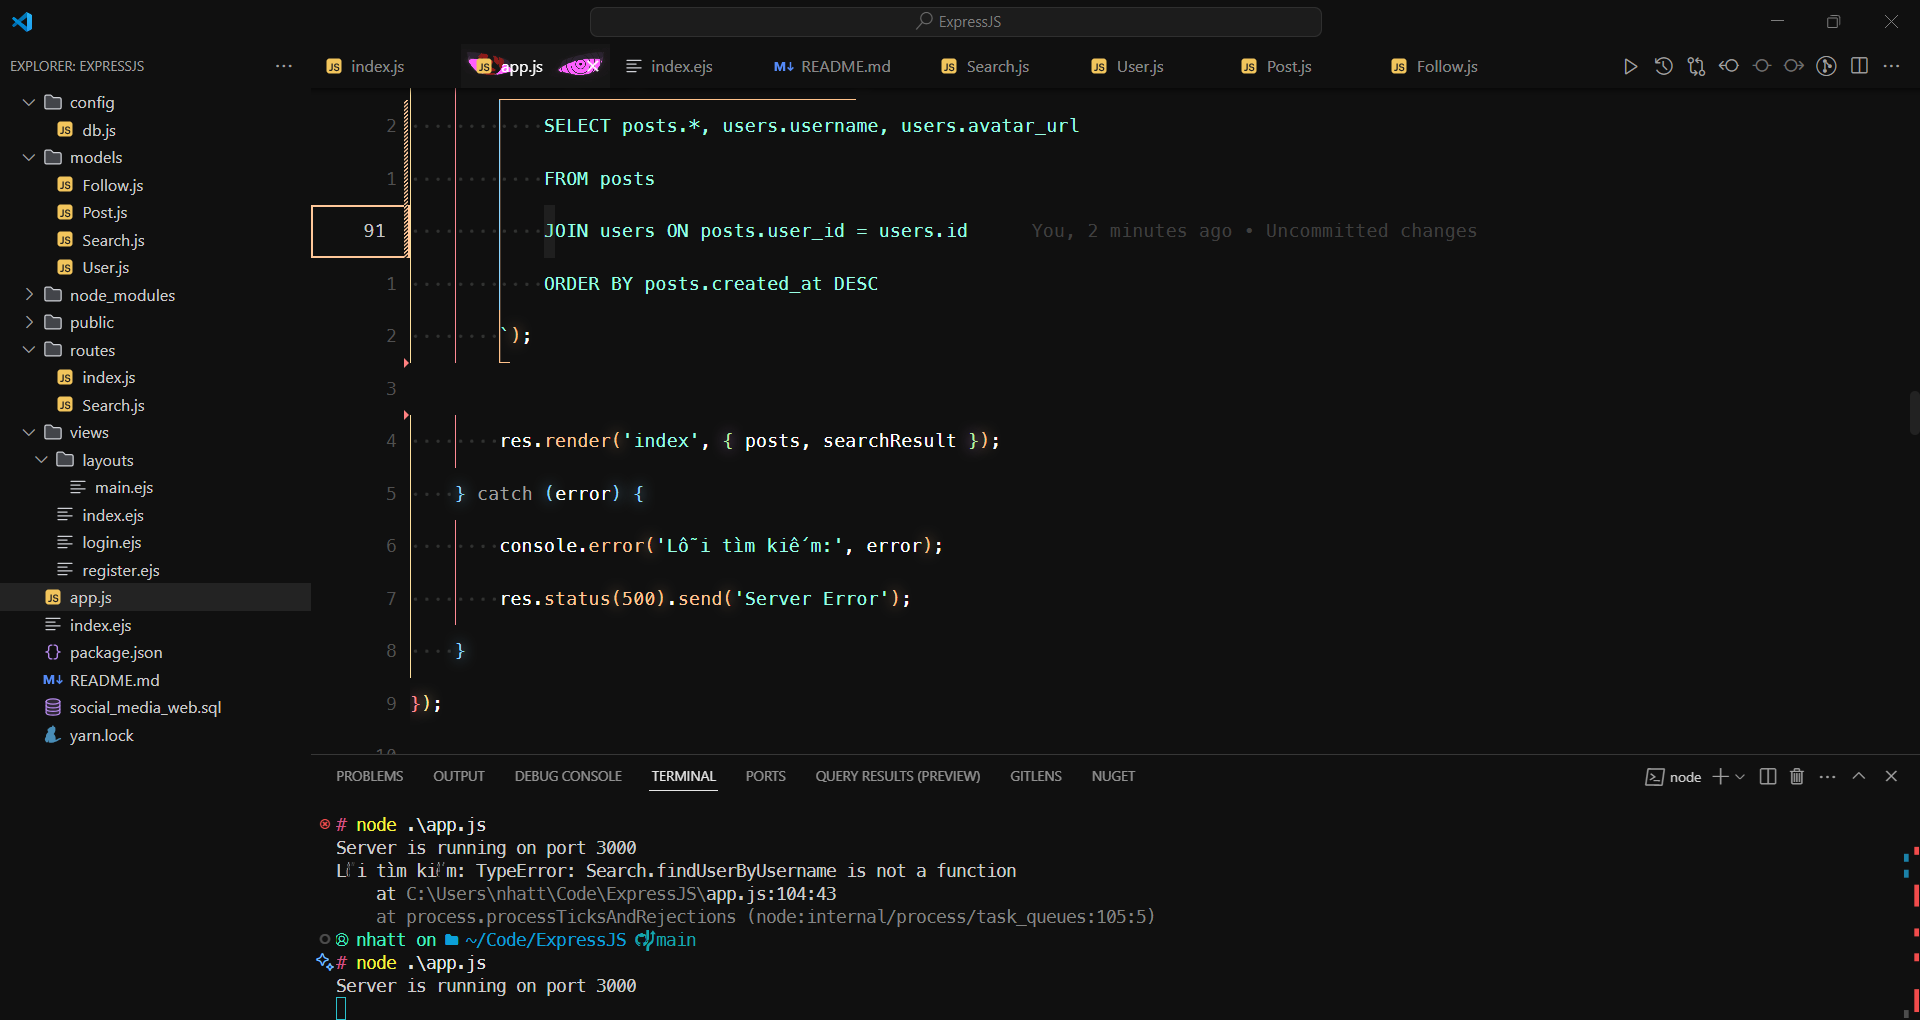 ExpressJS
EXPLORER: EXPRESSJS
index.js
app.js
index.ejs
README.md
Search.js
User.js
Post.js
Follow.js
config
db.js
models
Follow.js
Post.js
Search.js
User.js
node_modules
public
routes
index.js
Search.js
views
layouts
main.ejs
index.ejs
login.ejs
register.ejs
app.js
index.ejs
package.json
README.md
social_media_web.sql
yarn.lock
2 SELECT posts.*, users.username, users.avatar_url
1 FROM posts
91 JOIN users ON posts.user_id = users.id You, 2 minutes ago • Uncommitted changes
1 ORDER BY posts.created_at DESC
2 `);
3
4 res.render('index', { posts, searchResult });
5 } catch (error) {
6 console.error('Lỗi tìm kiếm:', error);
7 res.status(500).send('Server Error');
8 }
9 });
10
PROBLEMS OUTPUT DEBUG CONSOLE TERMINAL PORTS QUERY RESULTS (PREVIEW) GITLENS NUGET
node
# node .\app.js
Server is running on port 3000
Lỗi tìm kiếm: TypeError: Search.findUserByUsername is not a function
at C:\Users\nhatt\Code\ExpressJS\app.js:104:43
at process.processTicksAndRejections (node:internal/process/task_queues:105:5)
nhatt on ~/Code/ExpressJS main
# node .\app.js
Server is running on port 3000